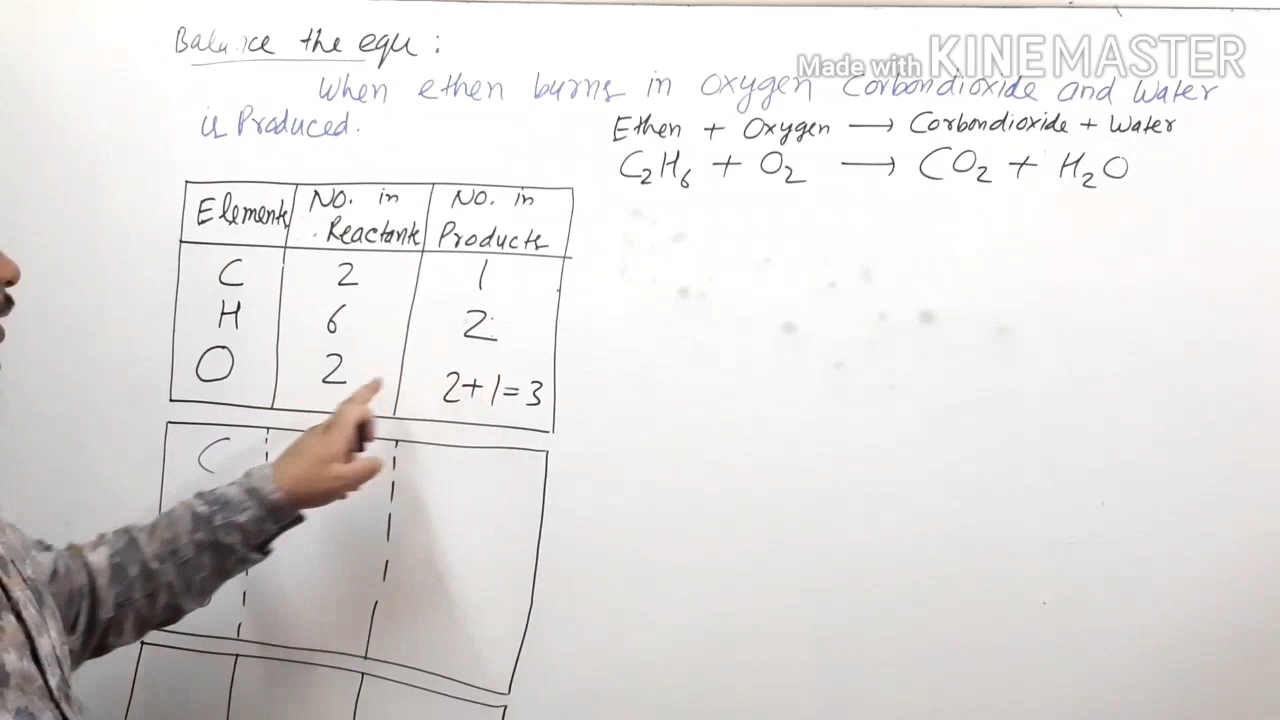 Balance the equ :
Made with KINEMASTER
When ethen burns in oxygen Corbondioxide and Water
is Produced.
Ethen + Oxygen → Corbondioxide + Water
C₂H₆ + O₂ → CO₂ + H₂O
Elements No. in Reactants No. in Products
C 2 1
H 6 2
O 2 2+1=3
C